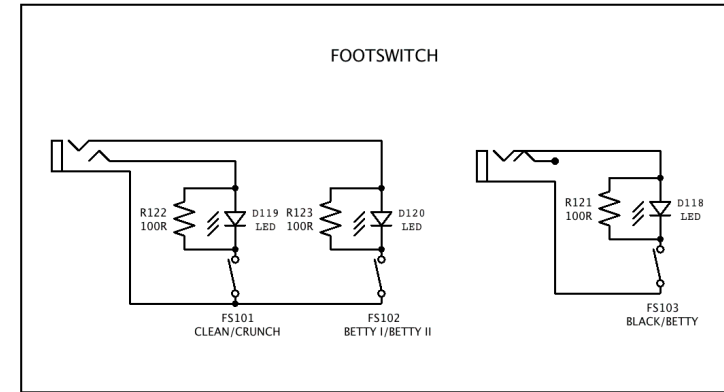 FOOTSWITCH
R122
100R
D119
LED
R123
100R
D120
LED
R121
100R
D118
LED
FS101
CLEAN/CRUNCH
FS102
BETTY I/BETTY II
FS103
BLACK/BETTY